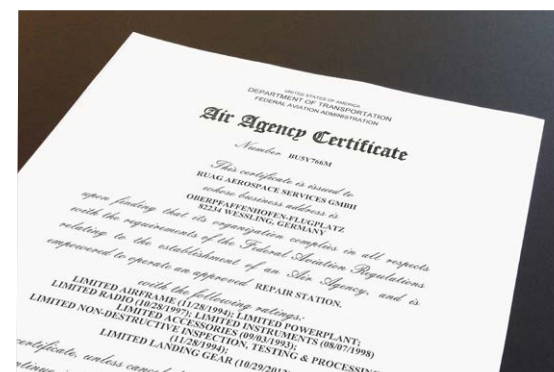 UNITED STATES OF AMERICA
DEPARTMENT OF TRANSPORTATION
FEDERAL AVIATION ADMINISTRATION
Air Agency Certificate
Number BU5Y766M
This certificate is issued to
RUAG AEROSPACE SERVICES GMBH
whose business address is
OBERPFAFFENHOFEN-FLUGPLATZ
82234 WESSLING, GERMANY
upon finding that its organization complies in all respects
with the requirements of the Federal Aviation Regulations
relating to the establishment of an Air Agency, and is
empowered to operate an approved REPAIR STATION.
with the following ratings:
LIMITED AIRFRAME (11/28/1994); LIMITED POWERPLANT;
LIMITED RADIO (10/28/1997); LIMITED INSTRUMENTS (08/07/1998)
LIMITED ACCESSORIES (09/03/1993);
LIMITED NON-DESTRUCTIVE INSPECTION, TESTING & PROCESSING
(11/28/1994);
LIMITED LANDING GEAR (10/29/201
certificate, unless